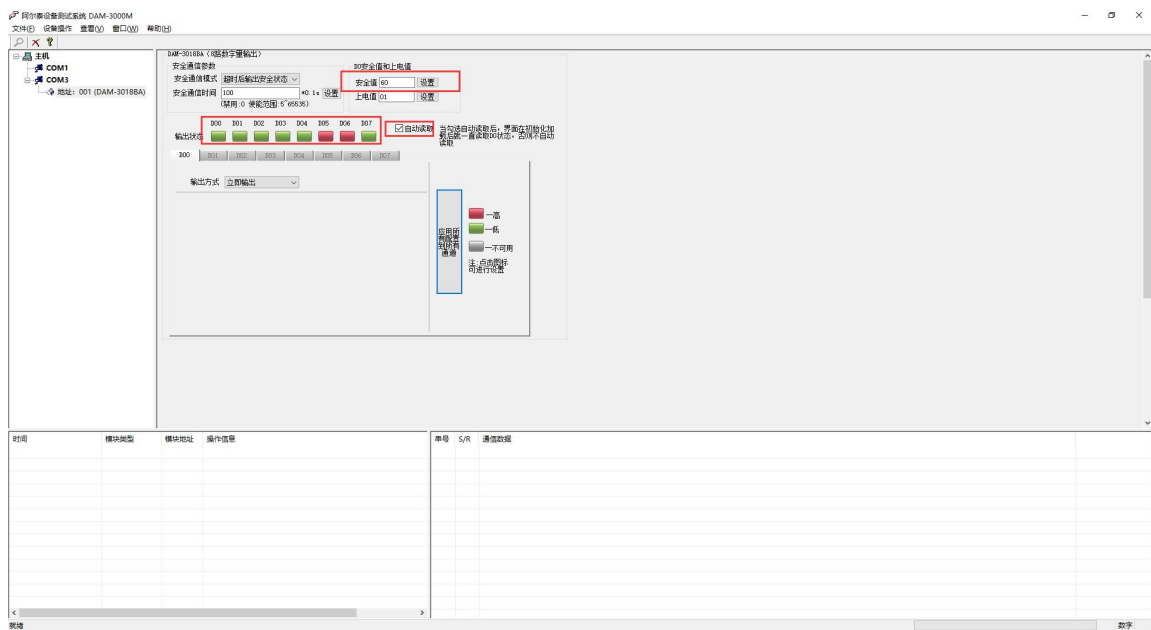 阿尔泰设备测试系统 DAM-3000M
文件(F) 设备操作 查看(V) 窗口(W) 帮助(H)
主机
COM1
COM3
地址：001 (DAM-3018BA)
DAM-3018BA（8路数字量输出）
安全通信参数
安全通信模式 超时后输出安全状态
安全通信时间 100 *0.1s 设置
(禁用:0 使能范围:5~65535)
DO安全值和上电值
安全值 60 设置
上电值 01 设置
DO0 DO1 DO2 DO3 DO4 DO5 DO6 DO7
输出状态
自动读取
当勾选自动读取后，界面在初始化加
载后就一直读取DO状态，否则不自动
读取
DO0 DO1 DO2 DO3 DO4 DO5 DO6 DO7
输出方式 立即输出
应用所
有配置
到所有
通道
—高
—低
—不可用
注:点击图标
可进行设置
时间 模块类型 模块地址 操作信息
串号 S/R 通信数据
就绪
数字